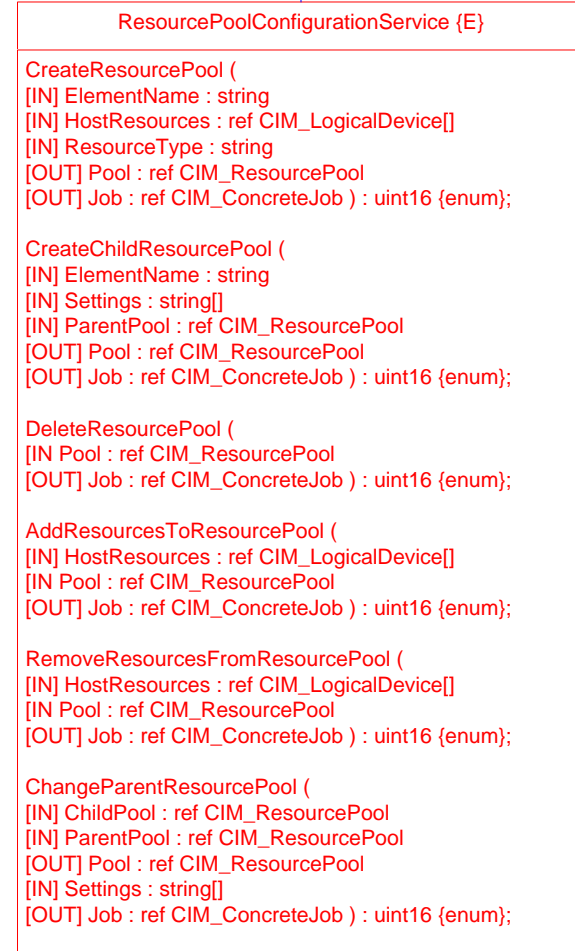 ResourcePoolConfigurationService {E}
CreateResourcePool (
[IN] ElementName : string
[IN] HostResources : ref CIM_LogicalDevice[]
[IN] ResourceType : string
[OUT] Pool : ref CIM_ResourcePool
[OUT] Job : ref CIM_ConcreteJob ) : uint16 {enum};
CreateChildResourcePool (
[IN] ElementName : string
[IN] Settings : string[]
[IN] ParentPool : ref CIM_ResourcePool
[OUT] Pool : ref CIM_ResourcePool
[OUT] Job : ref CIM_ConcreteJob ) : uint16 {enum};
DeleteResourcePool (
[IN Pool : ref CIM_ResourcePool
[OUT] Job : ref CIM_ConcreteJob ) : uint16 {enum};
AddResourcesToResourcePool (
[IN] HostResources : ref CIM_LogicalDevice[]
[IN Pool : ref CIM_ResourcePool
[OUT] Job : ref CIM_ConcreteJob ) : uint16 {enum};
RemoveResourcesFromResourcePool (
[IN] HostResources : ref CIM_LogicalDevice[]
[IN Pool : ref CIM_ResourcePool
[OUT] Job : ref CIM_ConcreteJob ) : uint16 {enum};
ChangeParentResourcePool (
[IN] ChildPool : ref CIM_ResourcePool
[IN] ParentPool : ref CIM_ResourcePool
[OUT] Pool : ref CIM_ResourcePool
[IN] Settings : string[]
[OUT] Job : ref CIM_ConcreteJob ) : uint16 {enum};